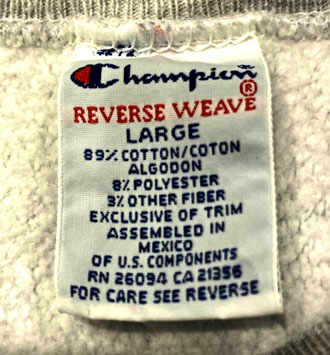 Champion
®
REVERSE WEAVE
LARGE
89% COTTON/COTON
ALGODON
8% POLYESTER
3% OTHER FIBER
EXCLUSIVE OF TRIM
ASSEMBLED IN
MEXICO
OF U.S. COMPONENTS
RN 26094 CA 21356
FOR CARE SEE REVERSE